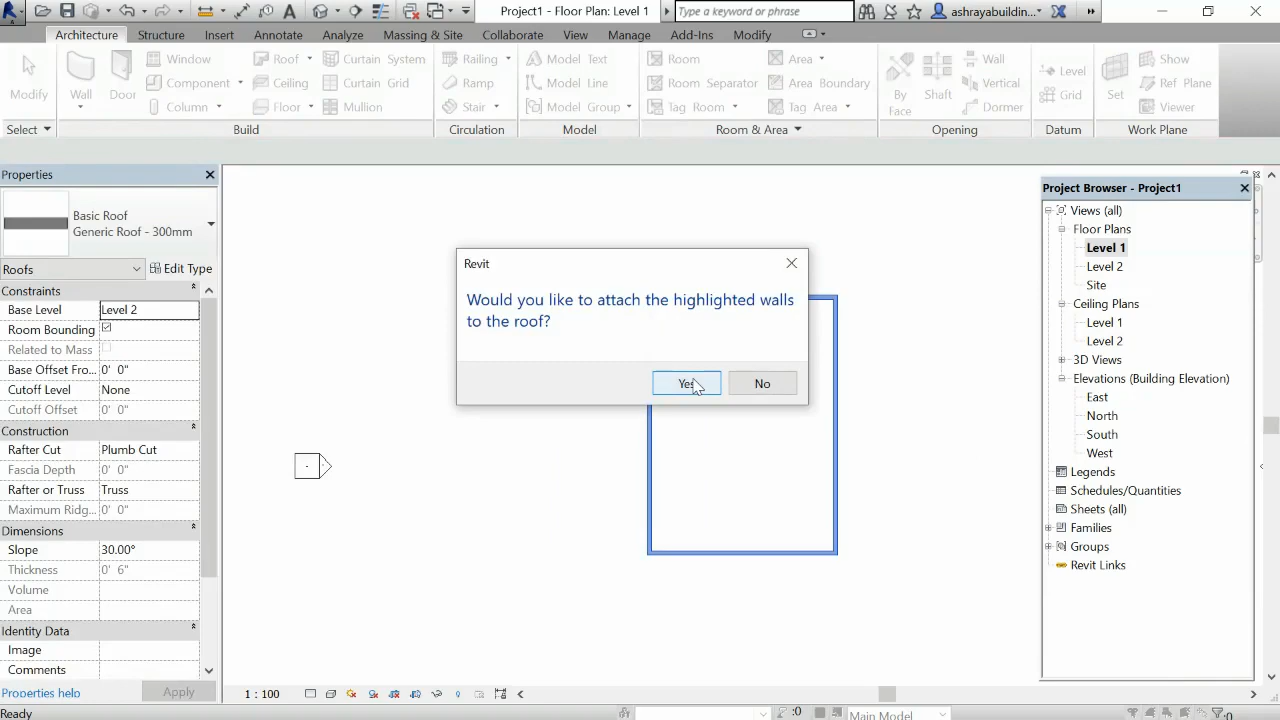 Project1 - Floor Plan: Level 1
Type a keyword or phrase
ashrayabuildin...
Architecture Structure Insert Annotate Analyze Massing & Site Collaborate View Manage Add-Ins Modify
Modify
Wall
Door
Window
Component
Column
Roof
Ceiling
Floor
Curtain System
Curtain Grid
Mullion
Railing
Ramp
Stair
Model Text
Model Line
Model Group
Room
Room Separator
Tag Room
Area
Area Boundary
Tag Area
By
Face
Shaft
Wall
Vertical
Dormer
Level
Grid
Set
Show
Ref Plane
Viewer
Select Build Circulation Model Room & Area Opening Datum Work Plane
Properties
Basic Roof
Generic Roof - 300mm
Roofs Edit Type
Constraints
Base Level Level 2
Room Bounding
Related to Mass
Base Offset Fro... 0' 0"
Cutoff Level None
Cutoff Offset 0' 0"
Construction
Rafter Cut Plumb Cut
Fascia Depth 0' 0"
Rafter or Truss Truss
Maximum Ridg... 0' 0"
Dimensions
Slope 30.00°
Thickness 0' 6"
Volume
Area
Identity Data
Image
Comments
Properties help Apply
Revit
Would you like to attach the highlighted walls
to the roof?
Yes No
Project Browser - Project1
Views (all)
Floor Plans
Level 1
Level 2
Site
Ceiling Plans
Level 1
Level 2
3D Views
Elevations (Building Elevation)
East
North
South
West
Legends
Schedules/Quantities
Sheets (all)
Families
Groups
Revit Links
1 : 100
Ready
:0
Main Model
:0